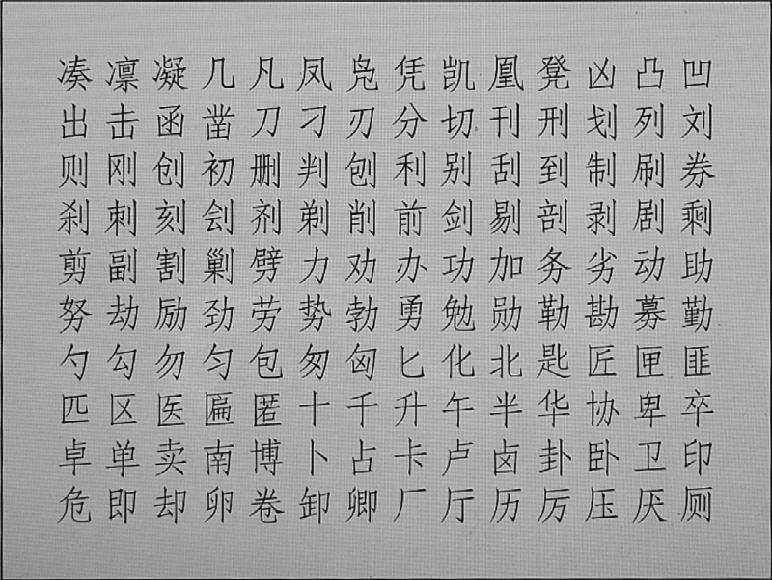 凑凛凝几凡凤凫凭凯凰凳凶凸凹
出击函凿刀刁刃分切刊刑划列刘
则刚创初删判刨利别刮到制刷券
刹刺刻刽剂剃削前剑剔剖剥剧剩
剪副割剿劈力劝办功加务劣动助
努劫励劲劳势勃勇勉勋勒勘募勤
勺勾勿匀包匆匈匕化北匙匠匣匪
匹区医匾匿十千升午半华协卑卒
卓单卖南博卜占卡卢卤卦卧卫印
危即却卵卷卸卿厂厅历厉压厌厕